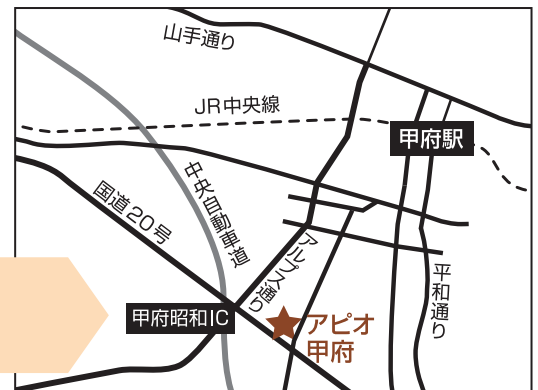 山手通り
JR中央線
甲府駅
中央自動車道
国道20号
アルプス通り
平和通り
甲府昭和IC
アピオ
甲府